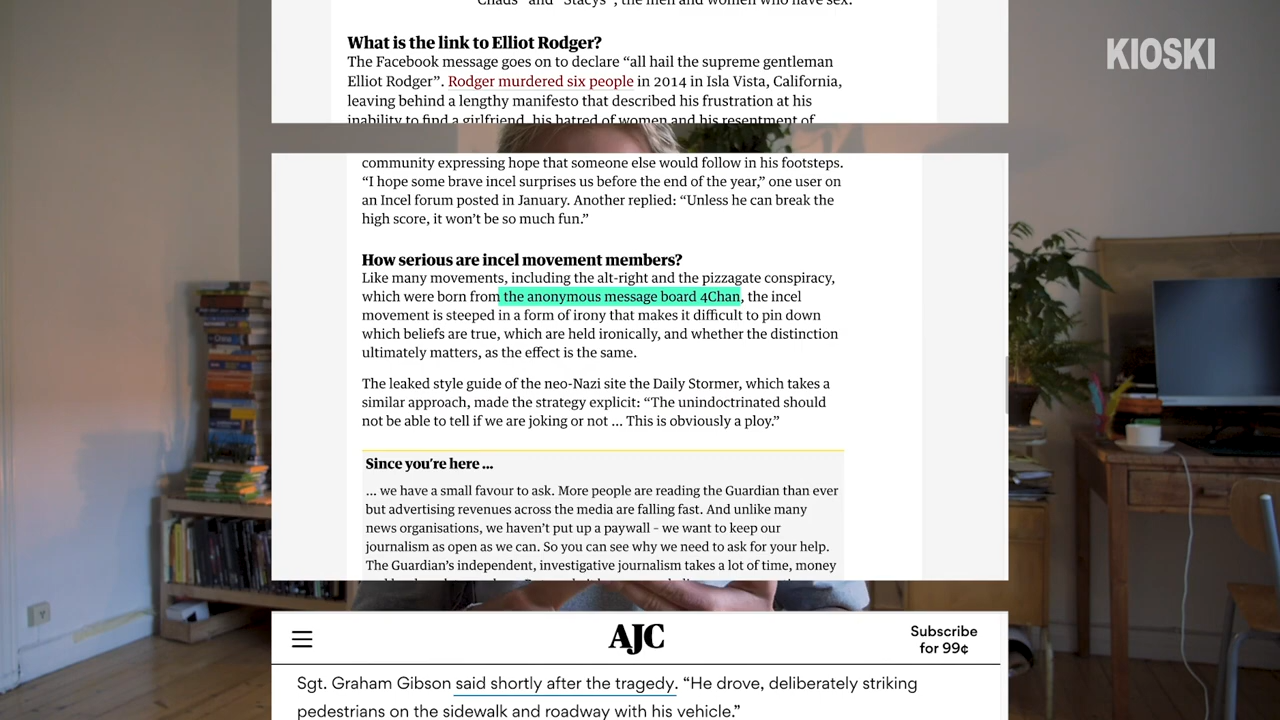 "Chads" and "Stacys", the men and women who have sex.
KIOSKI
What is the link to Elliot Rodger?
The Facebook message goes on to declare “all hail the supreme gentleman
Elliot Rodger”. Rodger murdered six people in 2014 in Isla Vista, California,
leaving behind a lengthy manifesto that described his frustration at his
inability to find a girlfriend, his hatred of women and his resentment of
community expressing hope that someone else would follow in his footsteps.
“I hope some brave incel surprises us before the end of the year,” one user on
an Incel forum posted in January. Another replied: “Unless he can break the
high score, it won’t be so much fun.”
How serious are incel movement members?
Like many movements, including the alt-right and the pizzagate conspiracy,
which were born from the anonymous message board 4Chan, the incel
movement is steeped in a form of irony that makes it difficult to pin down
which beliefs are true, which are held ironically, and whether the distinction
ultimately matters, as the effect is the same.
The leaked style guide of the neo-Nazi site the Daily Stormer, which takes a
similar approach, made the strategy explicit: “The unindoctrinated should
not be able to tell if we are joking or not ... This is obviously a ploy.”
Since you’re here ...
... we have a small favour to ask. More people are reading the Guardian than ever
but advertising revenues across the media are falling fast. And unlike many
news organisations, we haven’t put up a paywall – we want to keep our
journalism as open as we can. So you can see why we need to ask for your help.
The Guardian’s independent, investigative journalism takes a lot of time, money
AJC
Subscribe
for 99¢
Sgt. Graham Gibson said shortly after the tragedy. “He drove, deliberately striking
pedestrians on the sidewalk and roadway with his vehicle.”